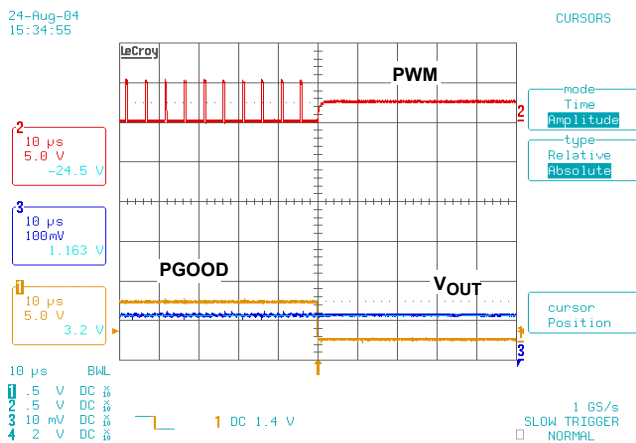 24-Aug-04
15:34:55
CURSORS
LeCroy
PWM
mode
Time
Amplitude
type
Relative
Absolute
2
2
10 µs
5.0 V
-24.5 V
3
10 µs
100mV
1.163 V
PGOOD
VOUT
1
10 µs
5.0 V
3.2 V
cursor
Position
1
3
10 µs BWL
1 .5 V DC X10
2 .5 V DC X10
3 10 mV DC X10
4 2 V DC X10
1 DC 1.4 V
1 GS/s
SLOW TRIGGER
NORMAL